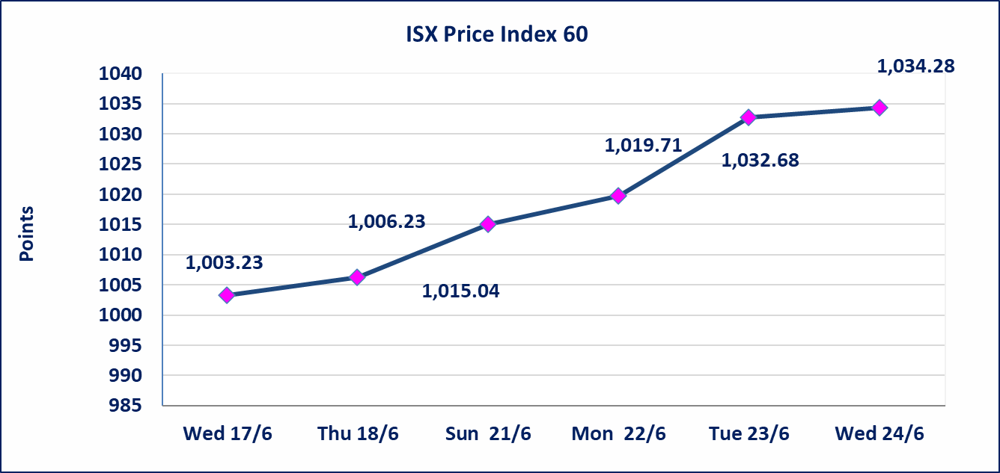 ISX Price Index 60
Points
1040
1035
1030
1025
1020
1015
1010
1005
1000
995
990
985
1,003.23
1,006.23
1,015.04
1,019.71
1,032.68
1,034.28
Wed 17/6
Thu 18/6
Sun  21/6
Mon  22/6
Tue 23/6
Wed 24/6